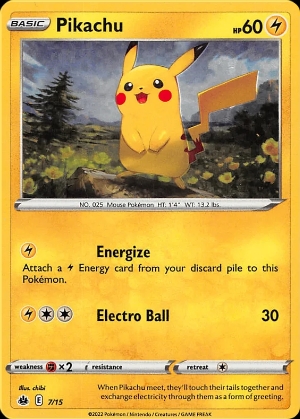 BASIC Pikachu HP60
NO. 025 Mouse Pokémon HT: 1'4" WT: 13.2 lbs.
Energize
Attach a Energy card from your discard pile to this
Pokémon.
Electro Ball 30
weakness ×2 resistance retreat
Illus. chibi
E 7/15
When Pikachu meet, they'll touch their tails together and
exchange electricity through them as a form of greeting.
©2022 Pokémon / Nintendo / Creatures / GAME FREAK